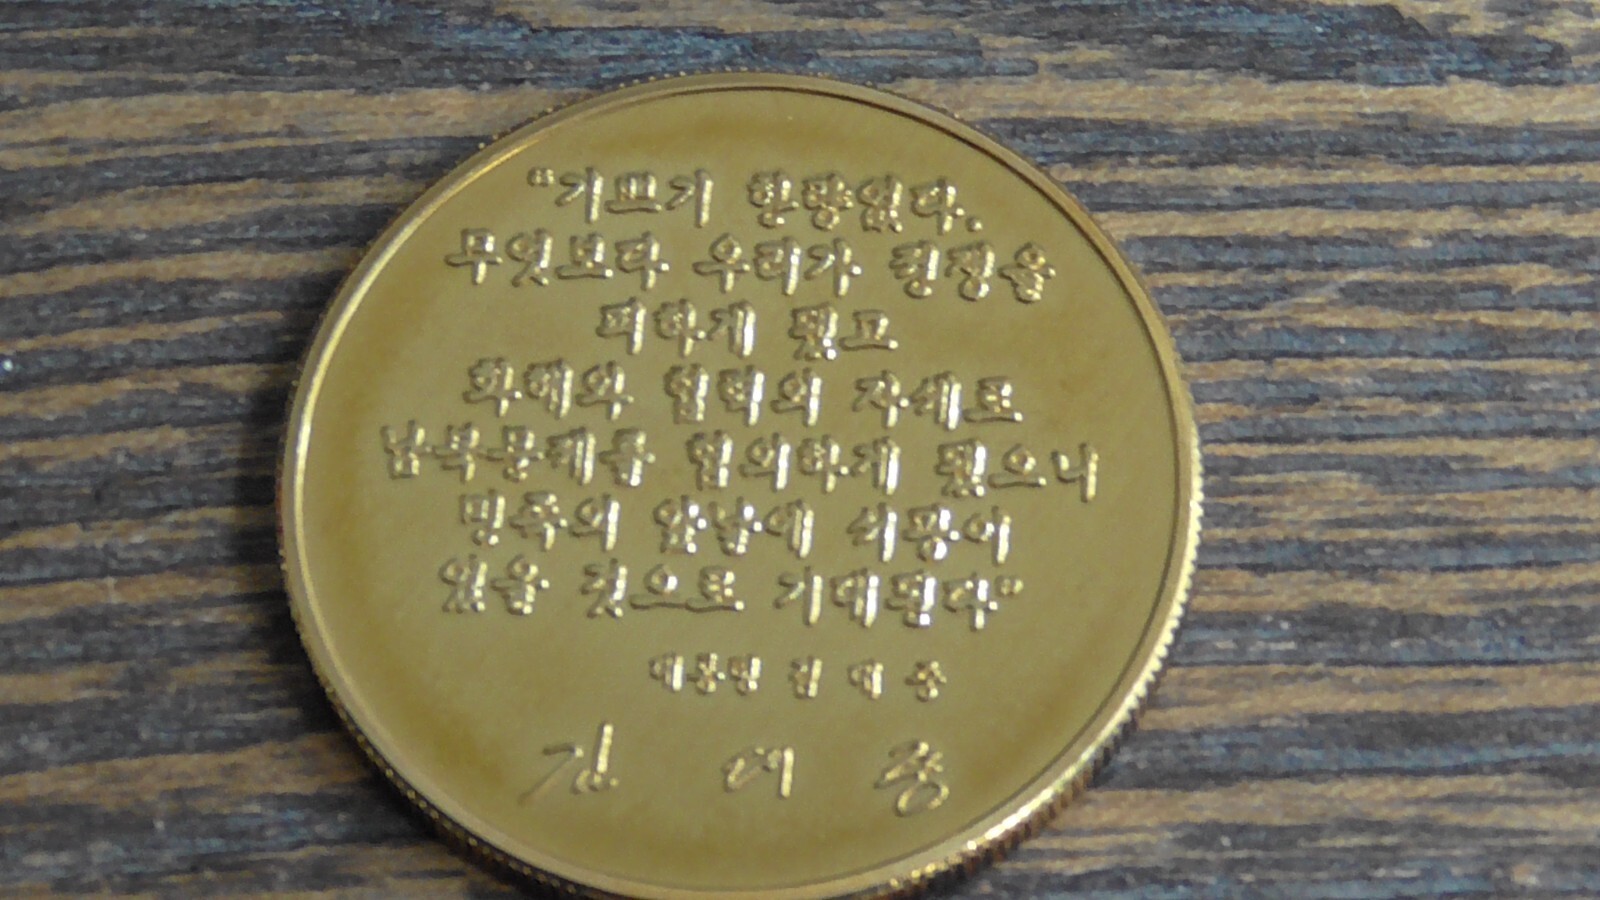 "기쁘기 한량없다.
무엇보다 우리가 긴장을
피하게 됐고
화해와 협력의 자세로
남북문제를 협의하게 됐으니
민족의 앞날에 서광이
있을 것으로 기대된다"
대통령 김 대 중
김 대 중